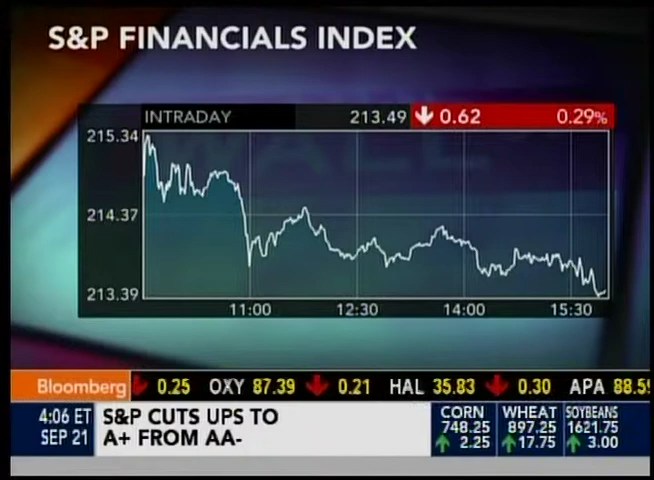 S&P FINANCIALS INDEX
INTRADAY 213.49 0.62 0.29%
215.34
214.37
213.39
11:00 12:30 14:00 15:30
Bloomberg 0.25 OXY 87.39 0.21 HAL 35.83 0.30 APA 88.59
4:06 ET
SEP 21
S&P CUTS UPS TO
A+ FROM AA-
CORN
748.25
2.25
WHEAT
897.25
17.75
SOYBEANS
1621.75
3.00